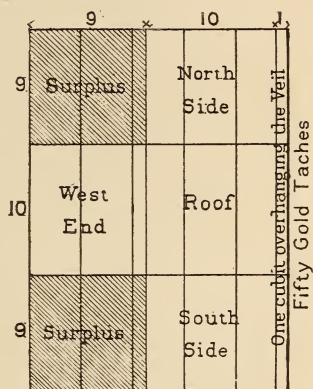 9 10 1
9 Surplus North
Side
10 West
End
Roof
9 Surplus South
Side
One cubit overhanging the Veil
Fifty Gold Taches